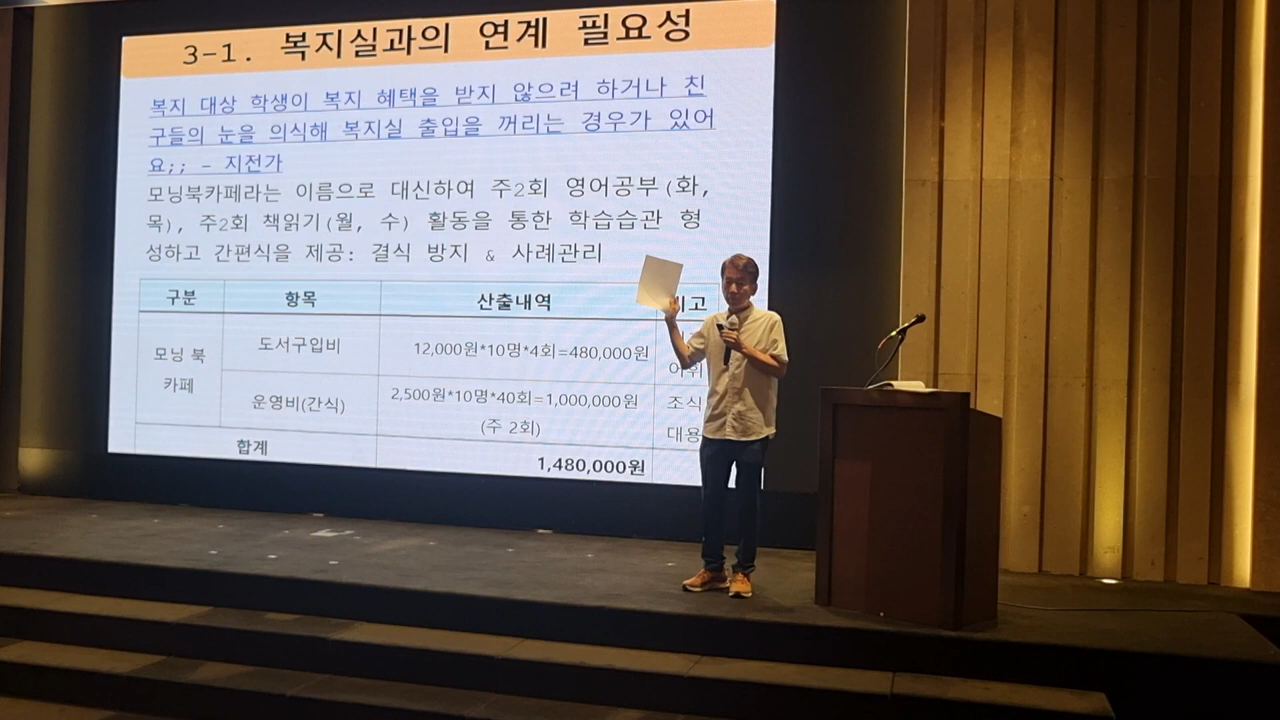 3-1. 복지실과의 연계 필요성
복지 대상 학생이 복지 혜택을 받지 않으려 하거나 친
구들의 눈을 의식해 복지실 출입을 꺼리는 경우가 있어
요;; - 지전가
모닝북카페라는 이름으로 대신하여 주2회 영어공부(화,
목), 주2회 책읽기(월, 수) 활동을 통한 학습습관 형
성하고 간편식을 제공: 결식 방지 & 사례관리
구분 항목 산출내역 비고
모닝 북
카페
도서구입비 12,000원*10명*4회=480,000원
어휘
운영비(간식) 2,500원*10명*40회=1,000,000원
(주 2회)
조식
대용
합계 1,480,000원